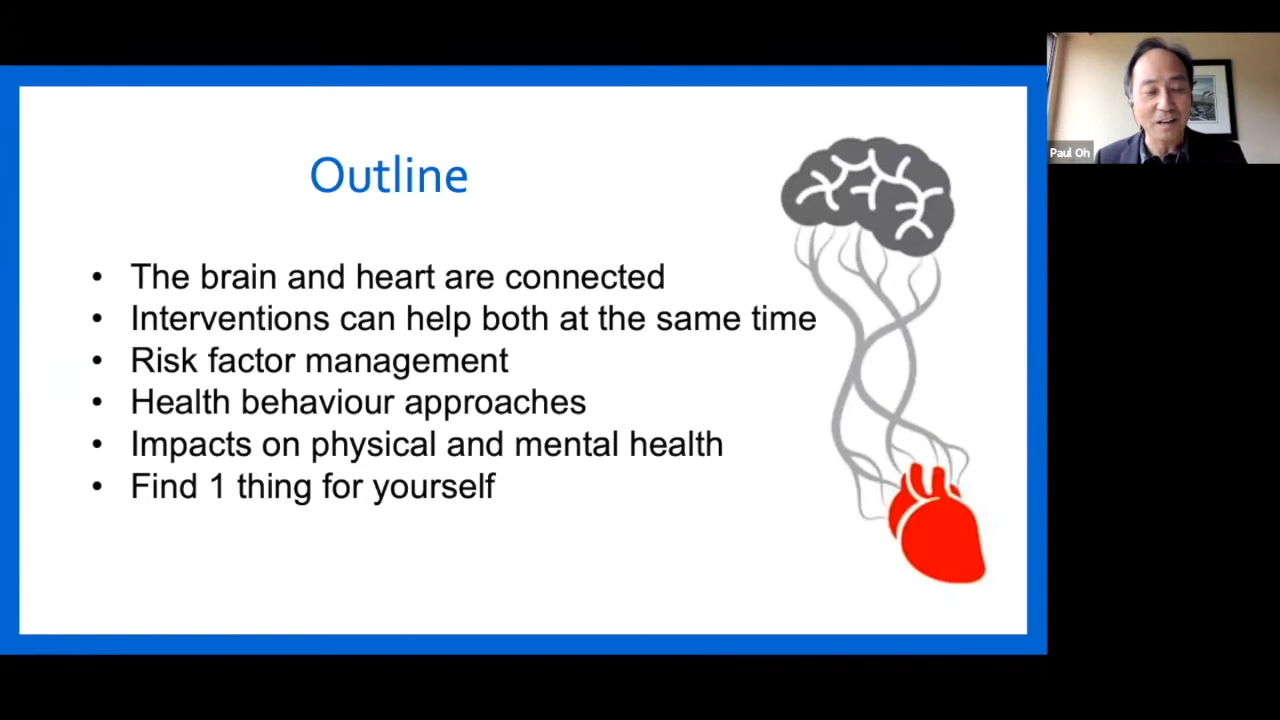 Outline
• The brain and heart are connected
• Interventions can help both at the same time
• Risk factor management
• Health behaviour approaches
• Impacts on physical and mental health
• Find 1 thing for yourself
Paul Oh